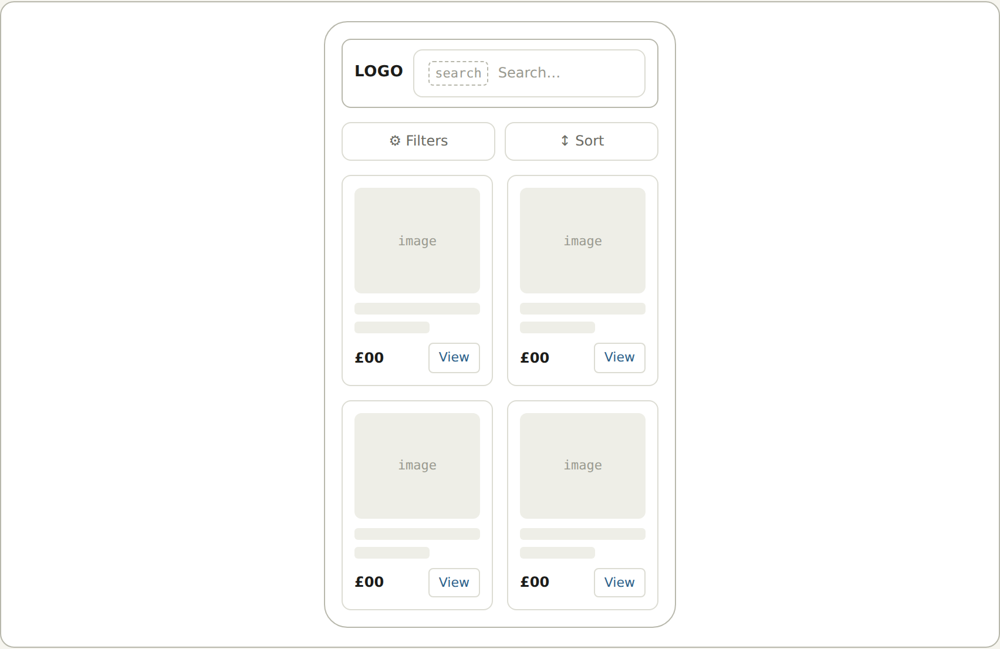 LOGO
search Search...
⚙ Filters
↕ Sort
image
image
£00 View
£00 View
image
image
£00 View
£00 View